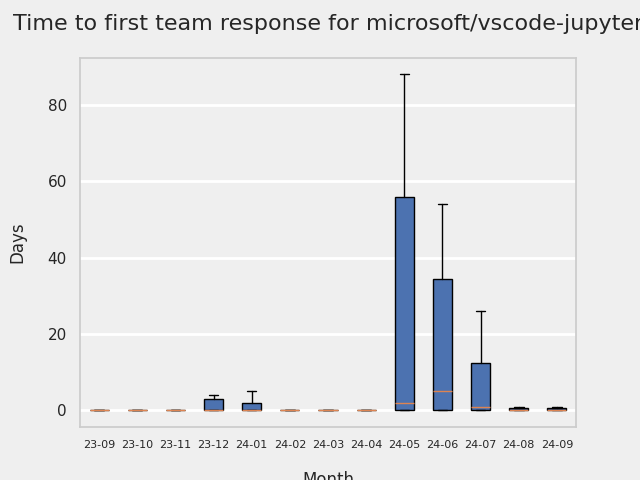 Time to first team response for microsoft/vscode-jupyter
80
60
40
20
0
Days
23-09 23-10 23-11 23-12 24-01 24-02 24-03 24-04 24-05 24-06 24-07 24-08 24-09
Month